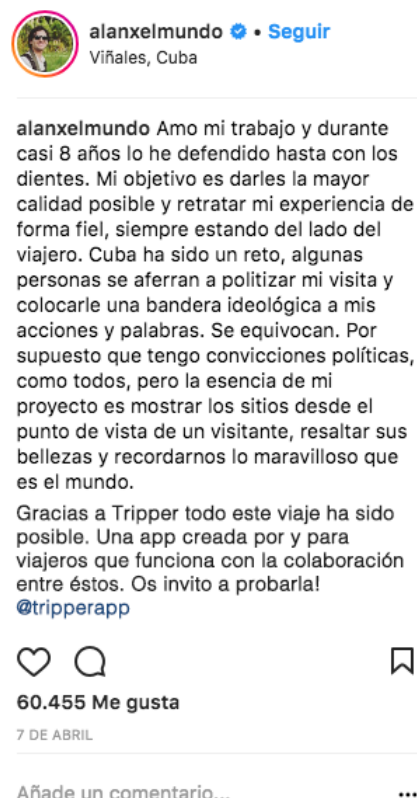 alanxelmundo • Seguir
Viñales, Cuba
alanxelmundo Amo mi trabajo y durante
casi 8 años lo he defendido hasta con los
dientes. Mi objetivo es darles la mayor
calidad posible y retratar mi experiencia de
forma fiel, siempre estando del lado del
viajero. Cuba ha sido un reto, algunas
personas se aferran a politizar mi visita y
colocarle una bandera ideológica a mis
acciones y palabras. Se equivocan. Por
supuesto que tengo convicciones políticas,
como todos, pero la esencia de mi
proyecto es mostrar los sitios desde el
punto de vista de un visitante, resaltar sus
bellezas y recordarnos lo maravilloso que
es el mundo.
Gracias a Tripper todo este viaje ha sido
posible. Una app creada por y para
viajeros que funciona con la colaboración
entre éstos. Os invito a probarla!
@tripperapp
60.455 Me gusta
7 DE ABRIL
Añade un comentario...